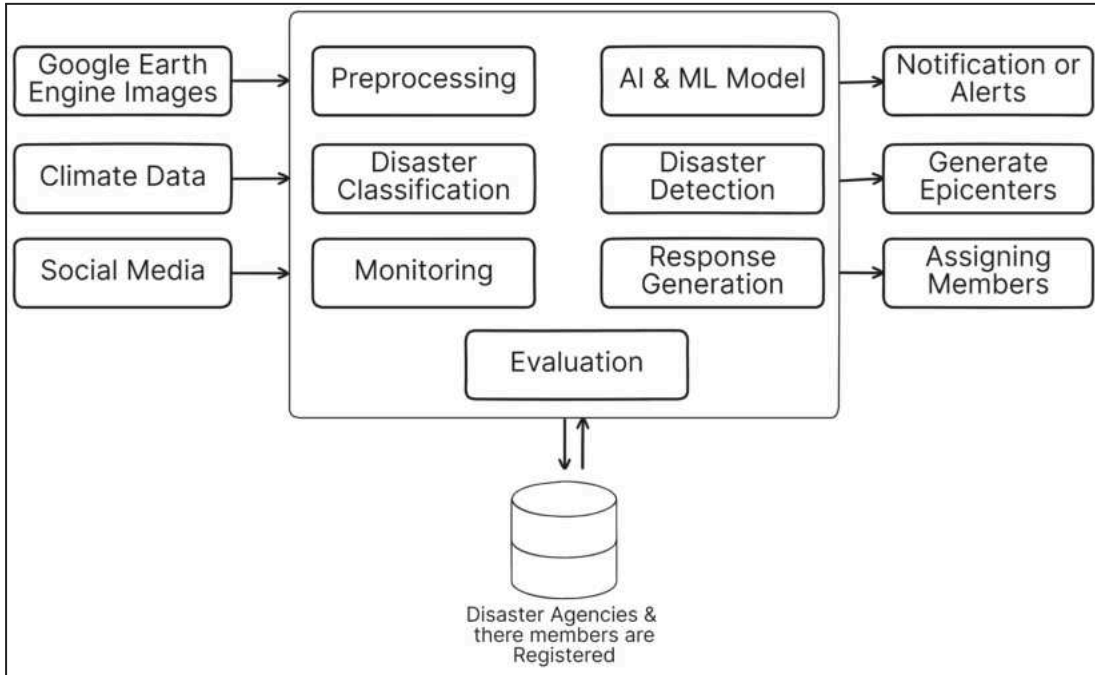 Google Earth
Engine Images
Preprocessing
AI & ML Model
Notification or
Alerts
Climate Data
Disaster
Classification
Disaster
Detection
Generate
Epicenters
Social Media
Monitoring
Response
Generation
Assigning
Members
Evaluation
Disaster Agencies &
there members are
Registered